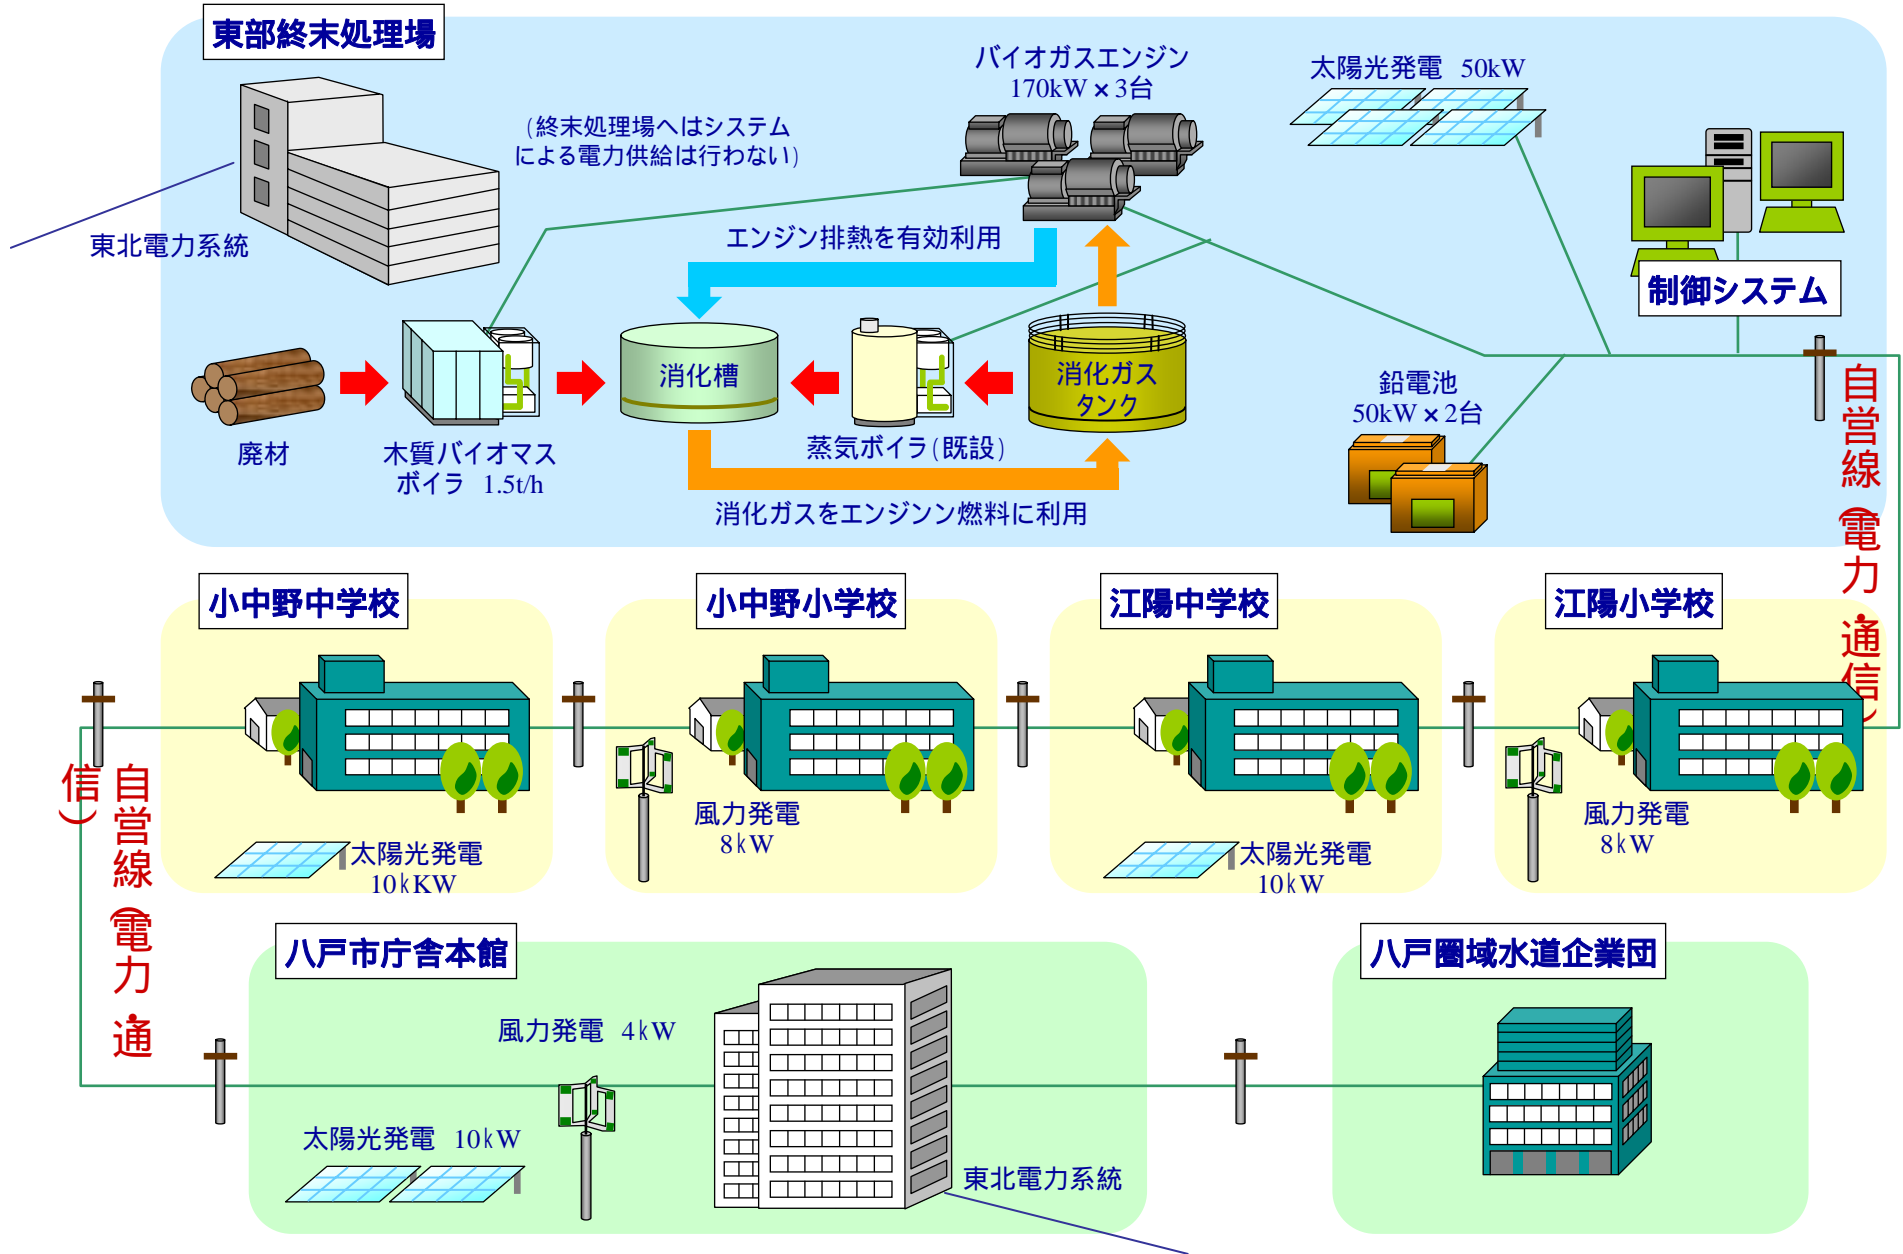 東部終末処理場
バイオガスエンジン
170kW×3台
太陽光発電 50kW
(終末処理場へはシステム
による電力供給は行わない)
東北電力系統
エンジン排熱を有効利用
制御システム
消化槽
消化ガス
タンク
鉛電池
50kW×2台
廃材
木質バイオマス
ボイラ 1.5t/h
蒸気ボイラ(既設)
消化ガスをエンジンン燃料に利用
自営線(電力・通信)
小中野中学校
小中野小学校
江陽中学校
江陽小学校
太陽光発電
10kKW
風力発電
8kW
太陽光発電
10kW
風力発電
8kW
自営線(電力・通
信)
八戸市庁舎本館
八戸圏域水道企業団
風力発電 4kW
太陽光発電 10kW
東北電力系統